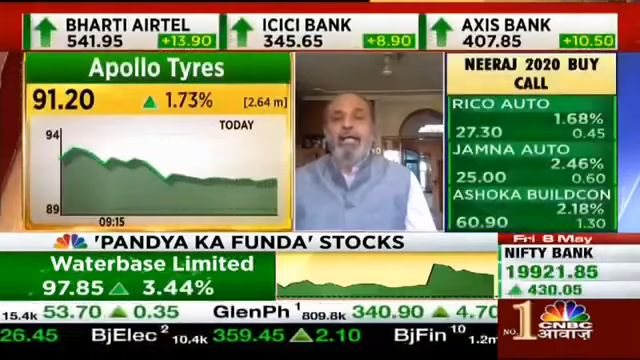 BHARTI AIRTEL
541.95 +13.90
ICICI BANK
345.65 +8.90
AXIS BANK
407.85 +10.50
Apollo Tyres
91.20 1.73% [2.64 m]
TODAY
94
89
09:15
NEERAJ 2020 BUY
CALL
RICO AUTO
1.68%
27.30 0.45
JAMNA AUTO
2.46%
25.00 0.60
ASHOKA BUILDCON
2.18%
60.90 1.30
'PANDYA KA FUNDA' STOCKS
Waterbase Limited
97.85 3.44%
Fri 8 May
NIFTY BANK
19921.85
430.05
15.4k 53.70 0.35 GlenPh 809.8k 340.90 4.70
26.45 BjElec 10.4k 359.45 2.10 BjFin 10.1.2m
No.1 CNBC
आवाज़